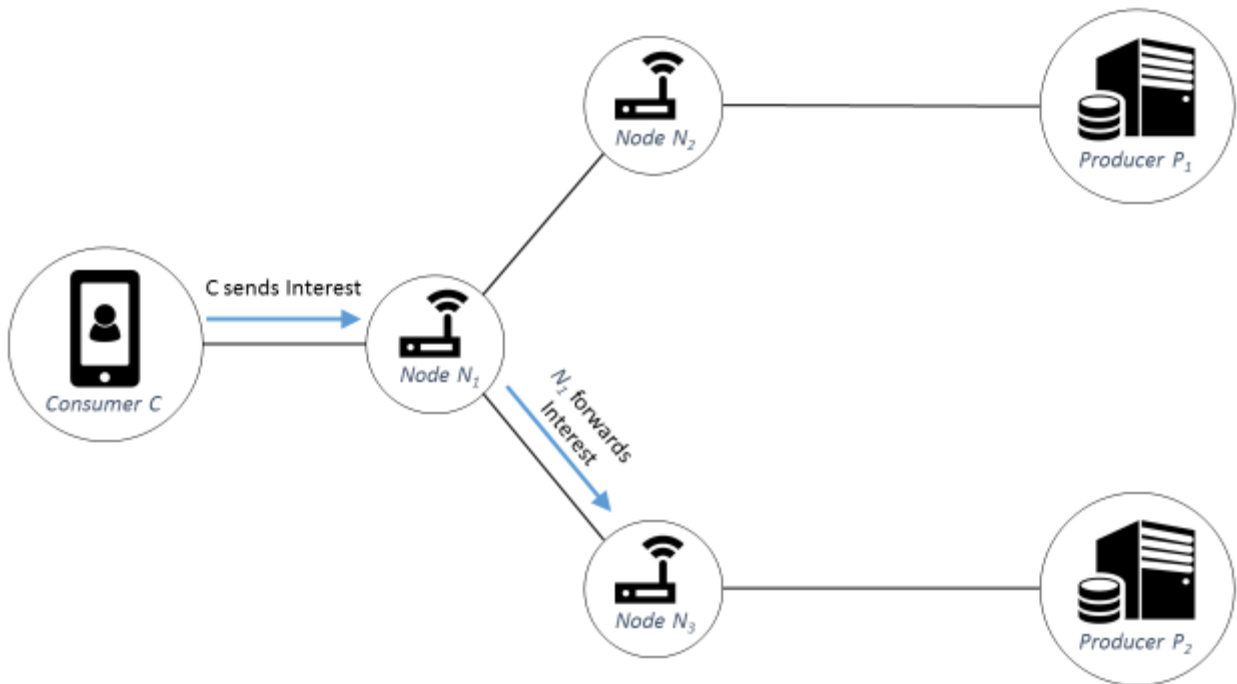 Node N₂
Producer P₁
C sends Interest
Node N₁
Consumer C
N₁ forwards
Interest
Node N₃
Producer P₂